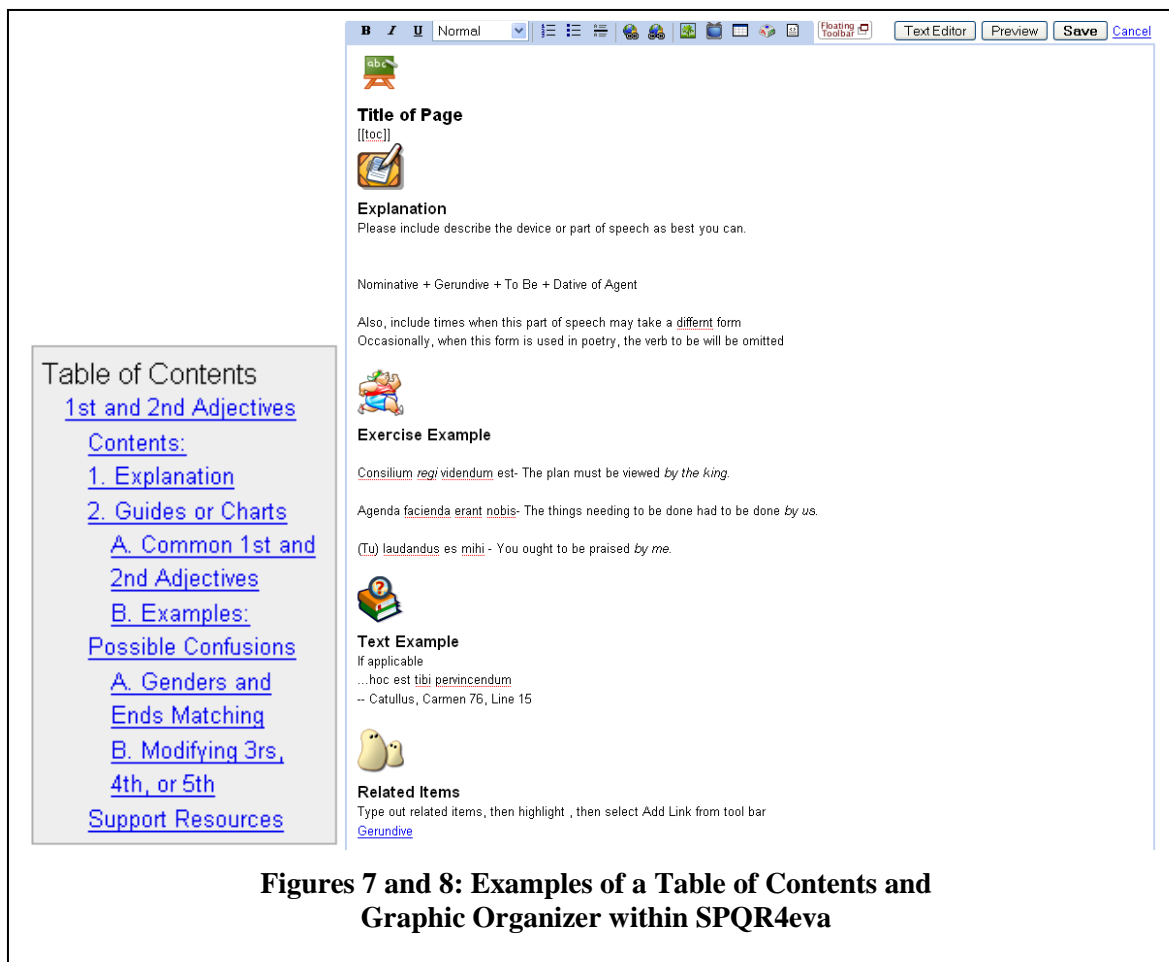 B I U Normal Floating Toolbar Text Editor Preview Save Cancel
abc
Title of Page
[[toc]]
Explanation
Please include describe the device or part of speech as best you can.
Nominative + Gerundive + To Be + Dative of Agent
Also, include times when this part of speech may take a differnt form
Occasionally, when this form is used in poetry, the verb to be will be omitted
Exercise Example
Consilium regi videndum est- The plan must be viewed by the king.
Agenda facienda erant nobis- The things needing to be done had to be done by us.
(Tu) laudandus es mihi - You ought to be praised by me.
Text Example
If applicable
...hoc est tibi pervincendum
-- Catullus, Carmen 76, Line 15
Related Items
Type out related items, then highlight , then select Add Link from tool bar
Gerundive
Table of Contents
1st and 2nd Adjectives
Contents:
1. Explanation
2. Guides or Charts
A. Common 1st and
2nd Adjectives
B. Examples:
Possible Confusions
A. Genders and
Ends Matching
B. Modifying 3rs,
4th, or 5th
Support Resources
Figures 7 and 8: Examples of a Table of Contents and
Graphic Organizer within SPQR4eva